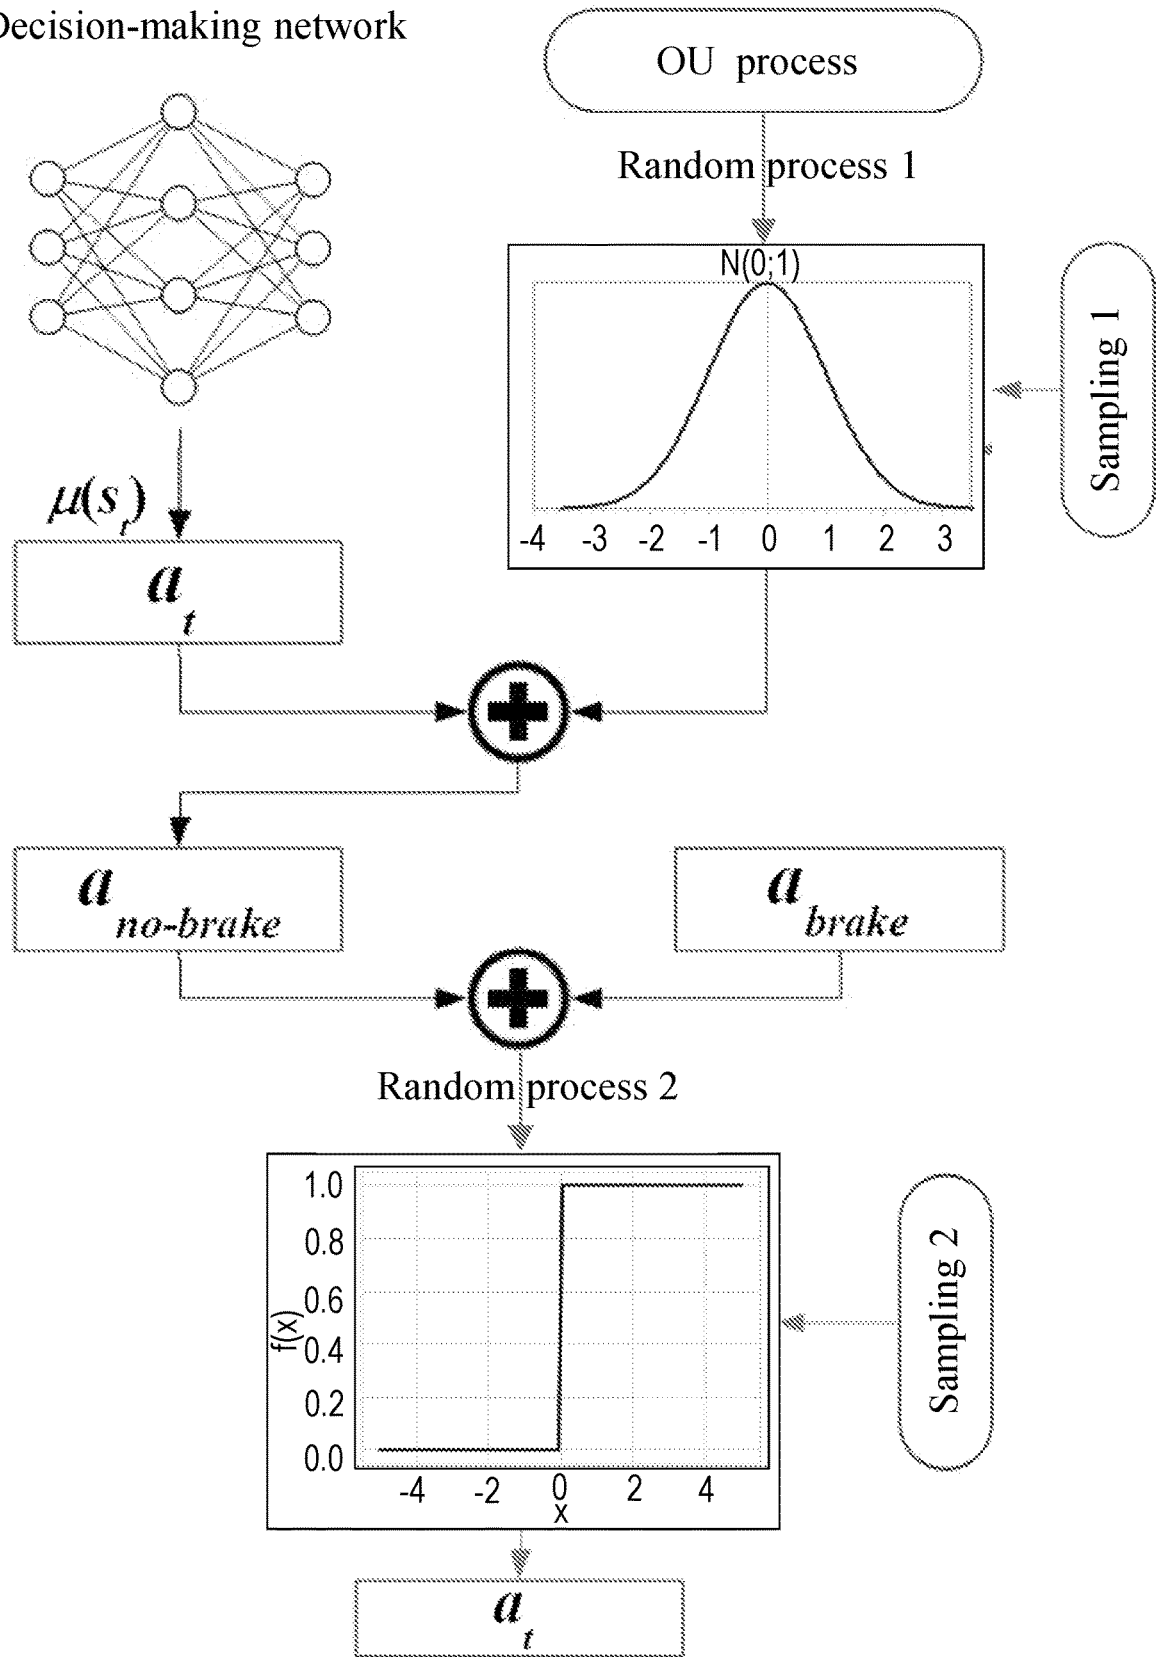 Decision-making network
OU process
Random process 1
N(0;1)
-4 -3 -2 -1 0 1 2 3
Sampling 1
μ(s_t)
a_t
a_no-brake
a_brake
Random process 2
1.0
0.8
0.6
0.4
0.2
0.0
f(x)
-4 -2 0 2 4
x
Sampling 2
a_t